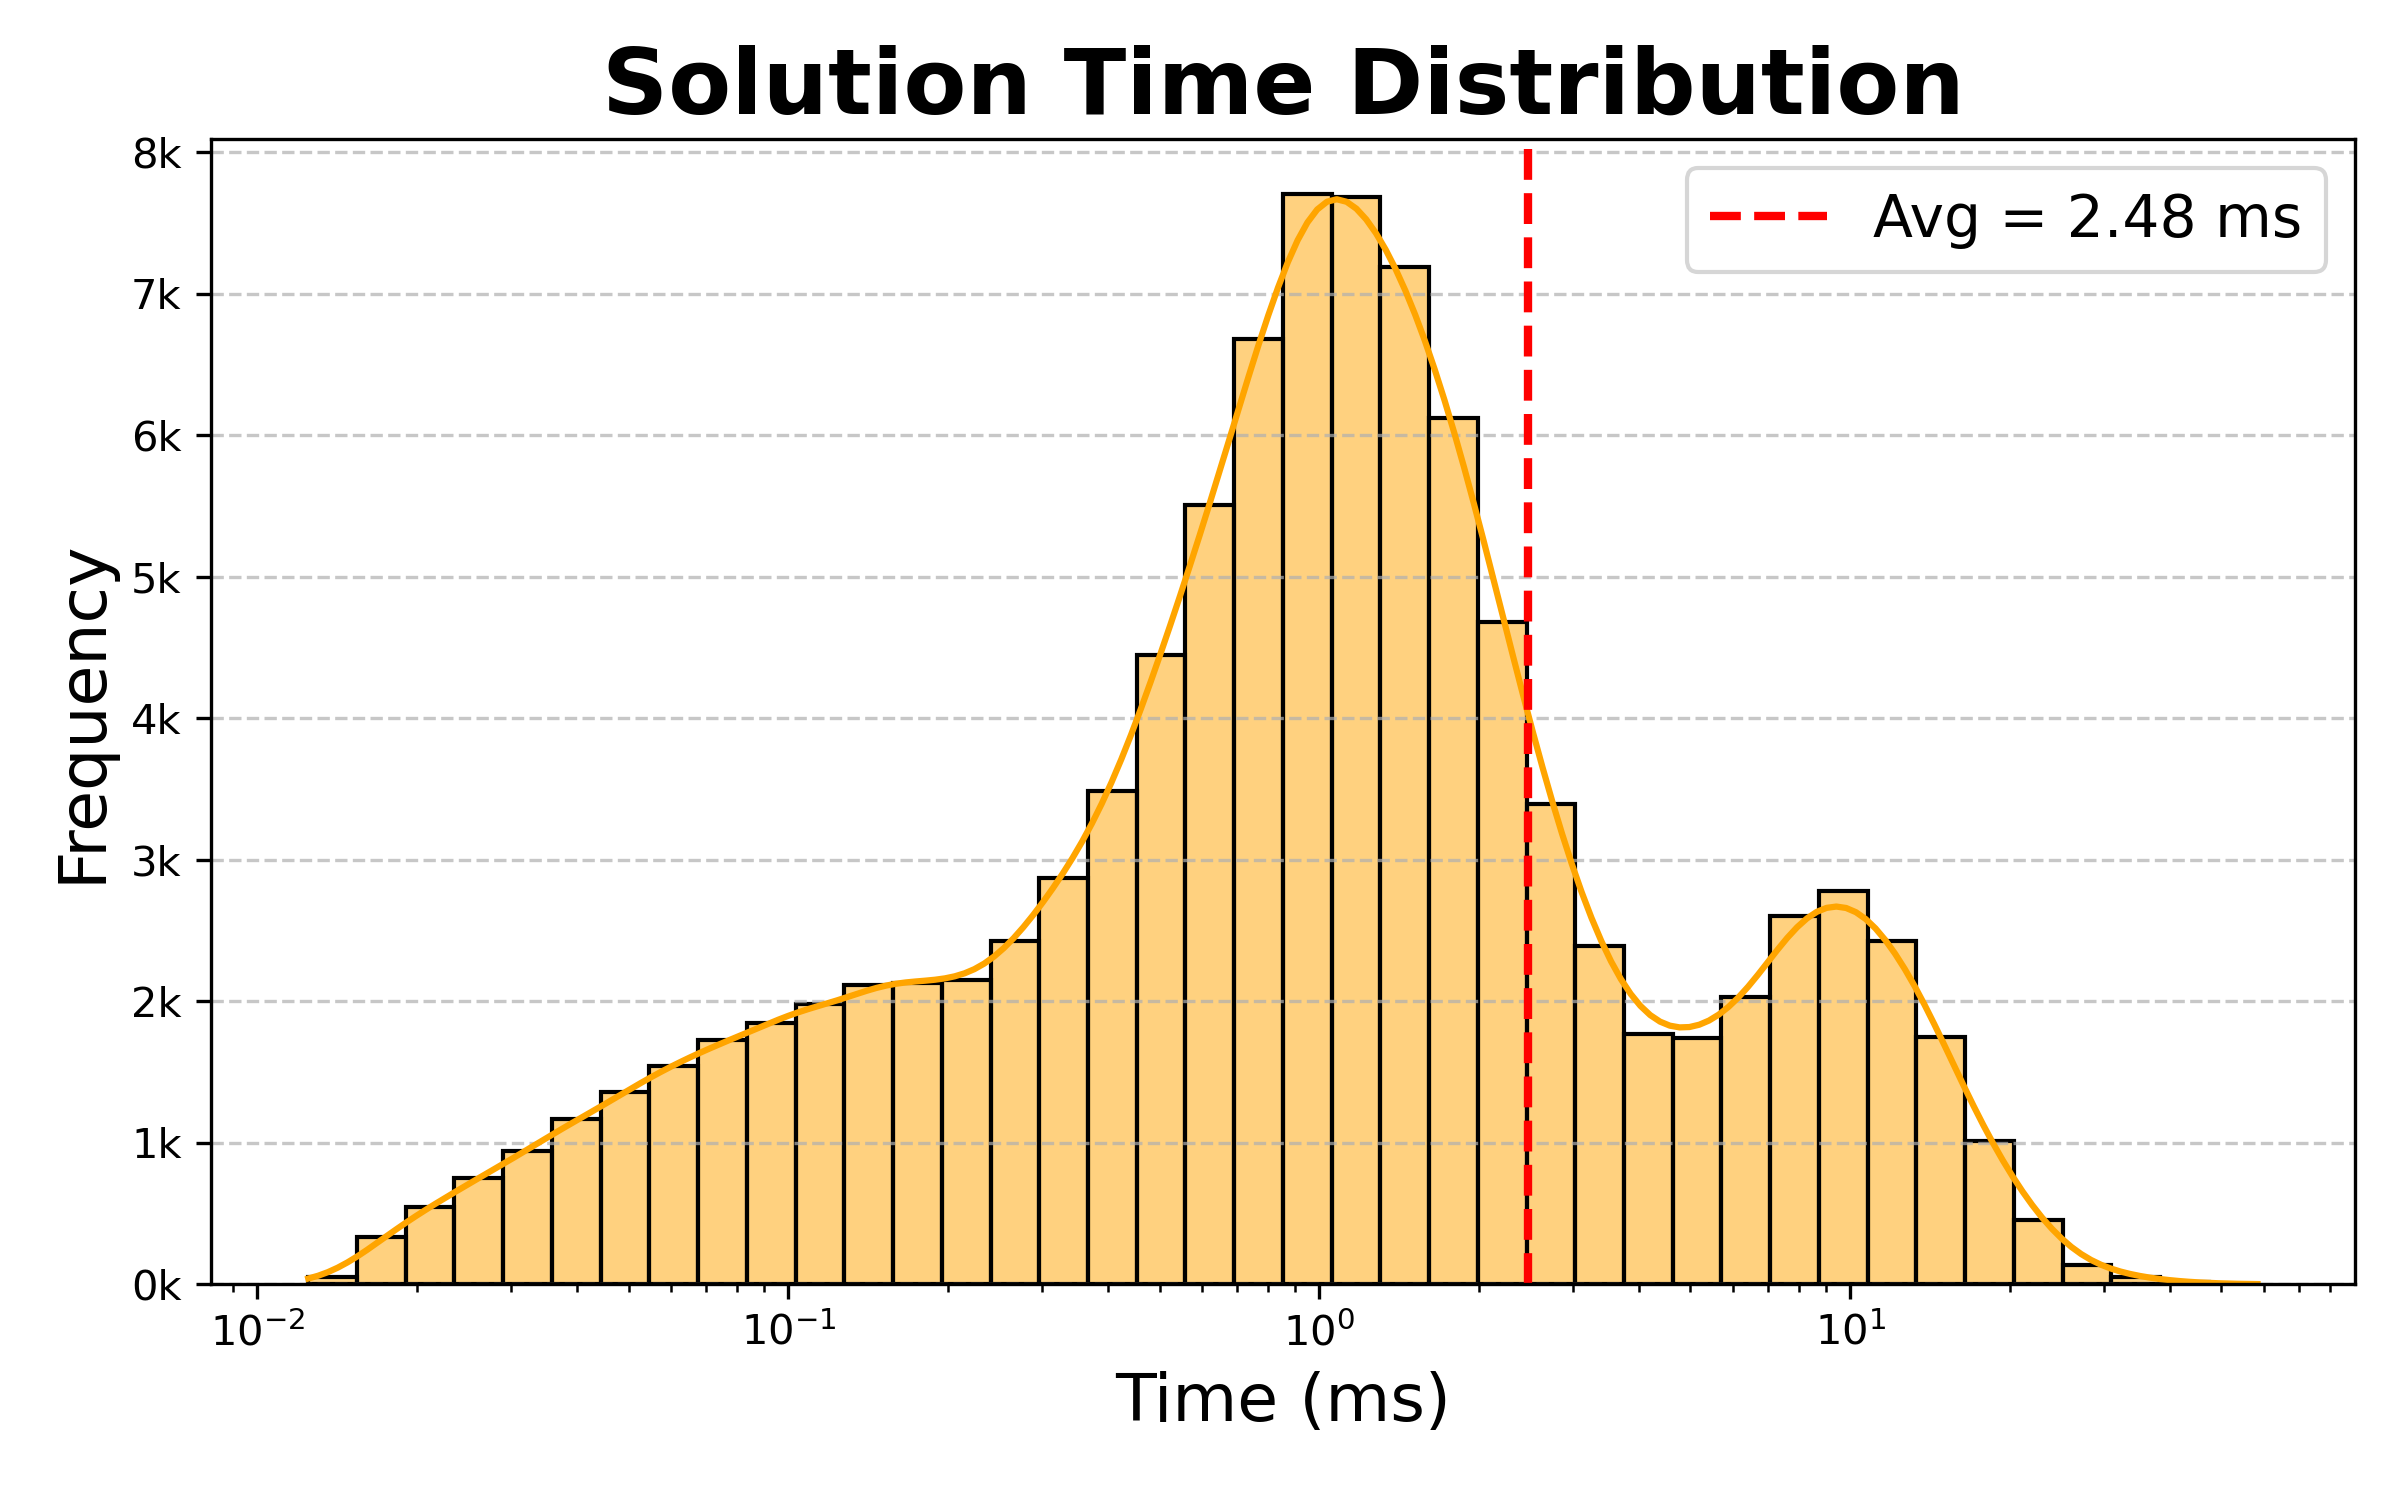 Solution Time Distribution
Avg = 2.48 ms
8k
7k
6k
5k
4k
3k
2k
1k
0k
Frequency
10⁻² 10⁻¹ 10⁰ 10¹
Time (ms)